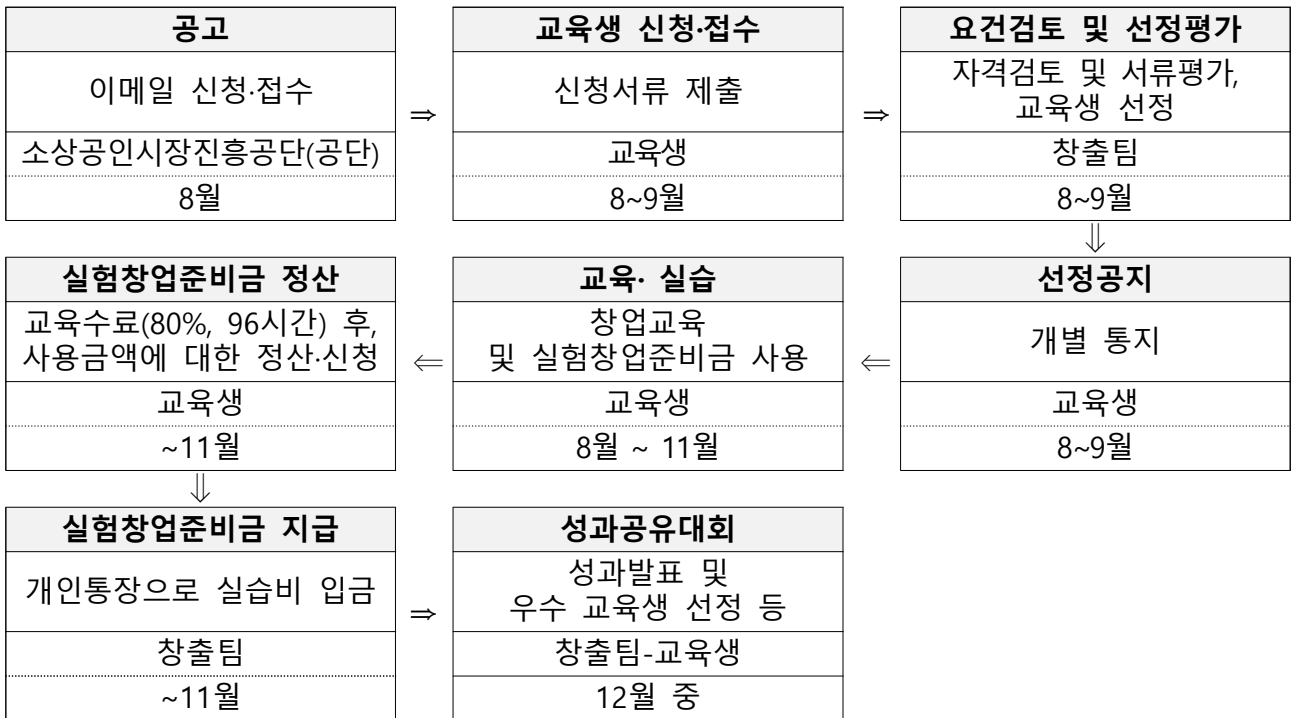 공고
이메일 신청·접수
소상공인시장진흥공단(공단)
8월
⇒
교육생 신청·접수
신청서류 제출
교육생
8~9월
⇒
요건검토 및 선정평가
자격검토 및 서류평가,
교육생 선정
창출팀
8~9월
⇓
선정공지
개별 통지
교육생
8~9월
⇐
교육· 실습
창업교육
및 실험창업준비금 사용
교육생
8월 ~ 11월
⇐
실험창업준비금 정산
교육수료(80%, 96시간) 후,
사용금액에 대한 정산·신청
교육생
~11월
⇓
실험창업준비금 지급
개인통장으로 실습비 입금
창출팀
~11월
⇒
성과공유대회
성과발표 및
우수 교육생 선정 등
창출팀-교육생
12월 중